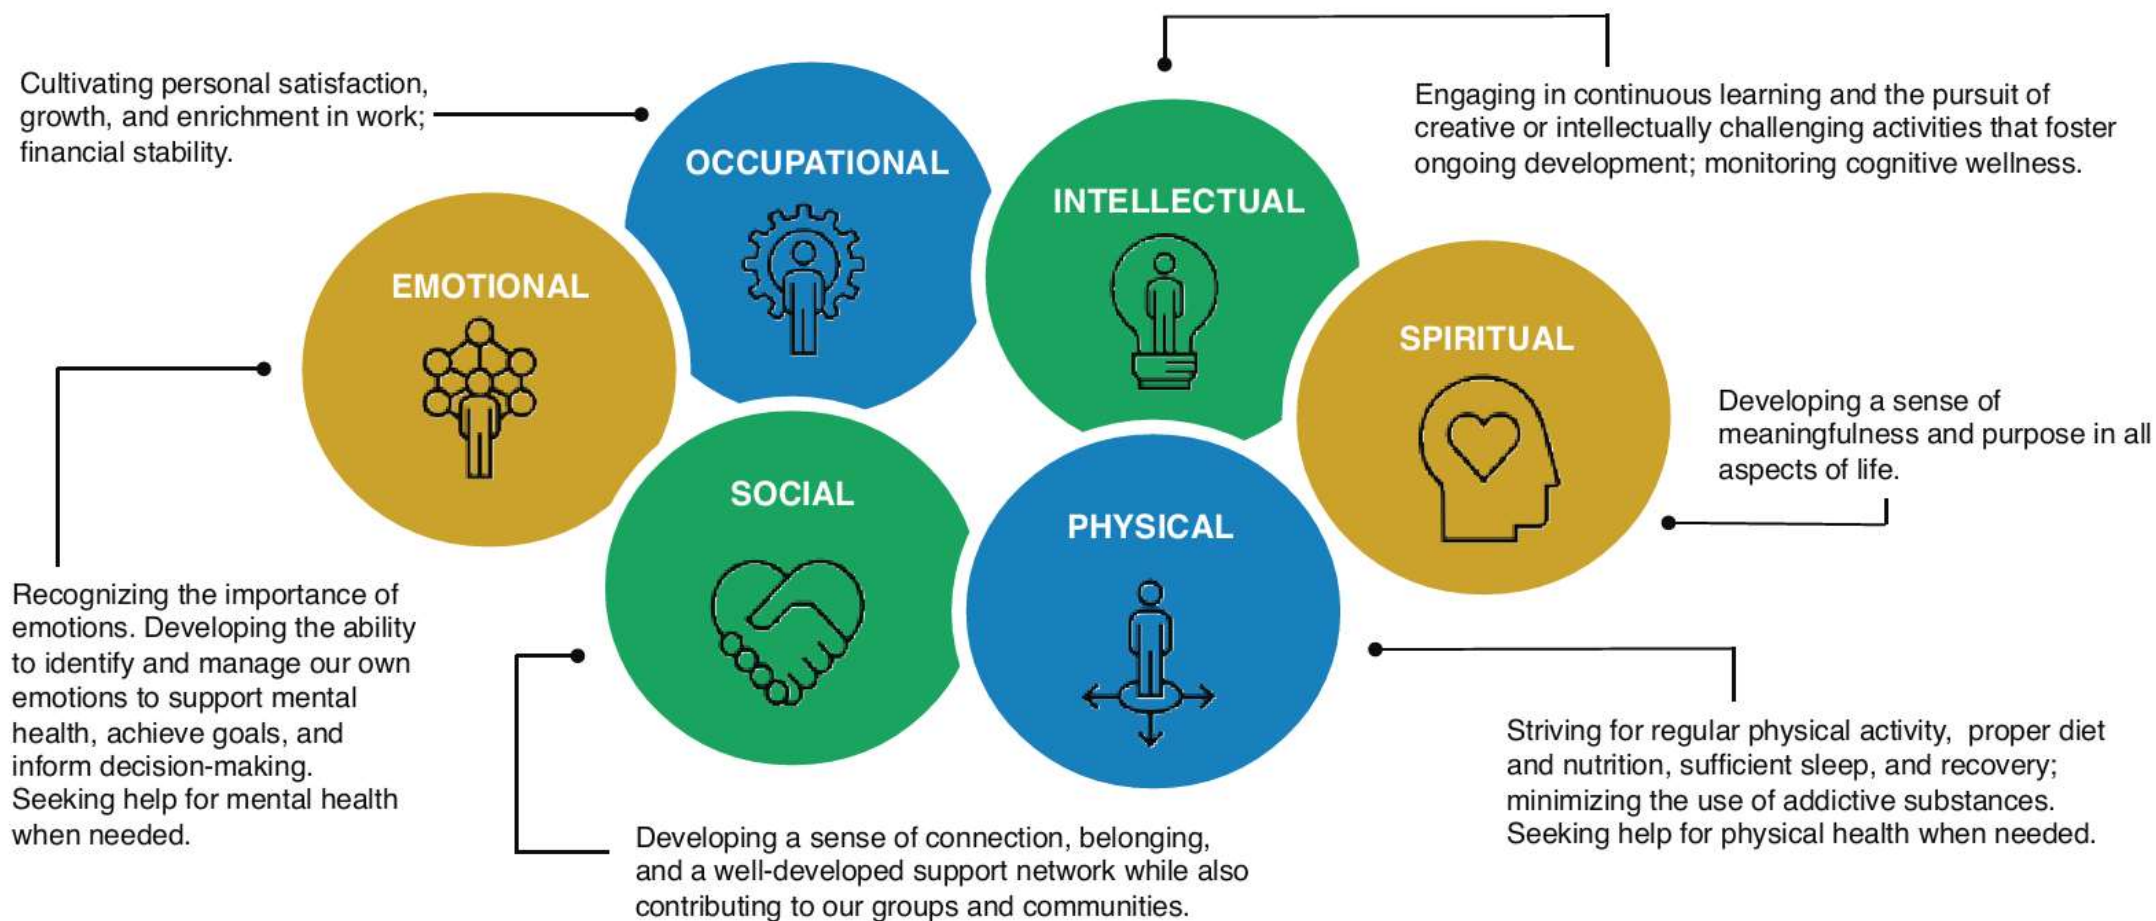 Cultivating personal satisfaction,
growth, and enrichment in work;
financial stability.
OCCUPATIONAL
Engaging in continuous learning and the pursuit of
creative or intellectually challenging activities that foster
ongoing development; monitoring cognitive wellness.
INTELLECTUAL
EMOTIONAL
Recognizing the importance of
emotions. Developing the ability
to identify and manage our own
emotions to support mental
health, achieve goals, and
inform decision-making.
Seeking help for mental health
when needed.
SPIRITUAL
Developing a sense of
meaningfulness and purpose in all
aspects of life.
SOCIAL
Developing a sense of connection, belonging,
and a well-developed support network while also
contributing to our groups and communities.
PHYSICAL
Striving for regular physical activity,  proper diet
and nutrition, sufficient sleep, and recovery;
minimizing the use of addictive substances.
Seeking help for physical health when needed.